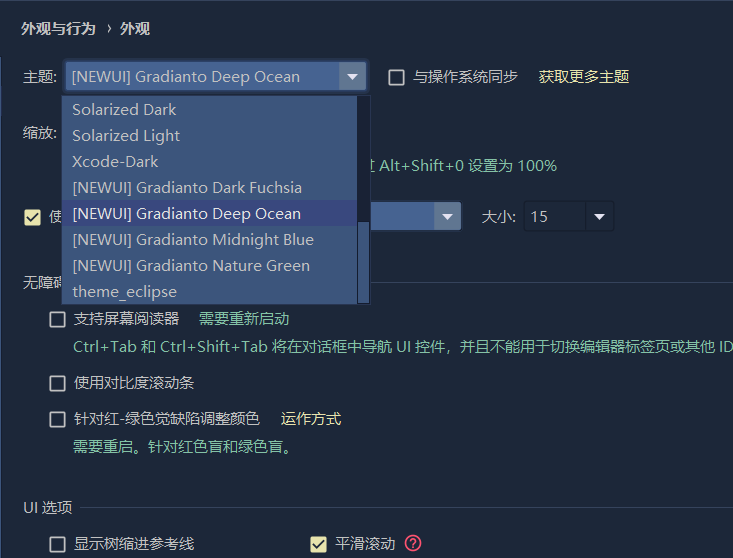 外观与行为 › 外观
主题: [NEWUI] Gradianto Deep Ocean 与操作系统同步 获取更多主题
Solarized Dark
缩放:
Solarized Light
Xcode-Dark
Alt+Shift+0 设置为 100%
[NEWUI] Gradianto Dark Fuchsia
[NEWUI] Gradianto Deep Ocean
大小: 15
[NEWUI] Gradianto Midnight Blue
[NEWUI] Gradianto Nature Green
无障
theme_eclipse
支持屏幕阅读器 需要重新启动
Ctrl+Tab 和 Ctrl+Shift+Tab 将在对话框中导航 UI 控件，并且不能用于切换编辑器标签页或其他 ID
使用对比度滚动条
针对红-绿色觉缺陷调整颜色 运作方式
需要重启。针对红色盲和绿色盲。
UI 选项
显示树缩进参考线 平滑滚动 ?